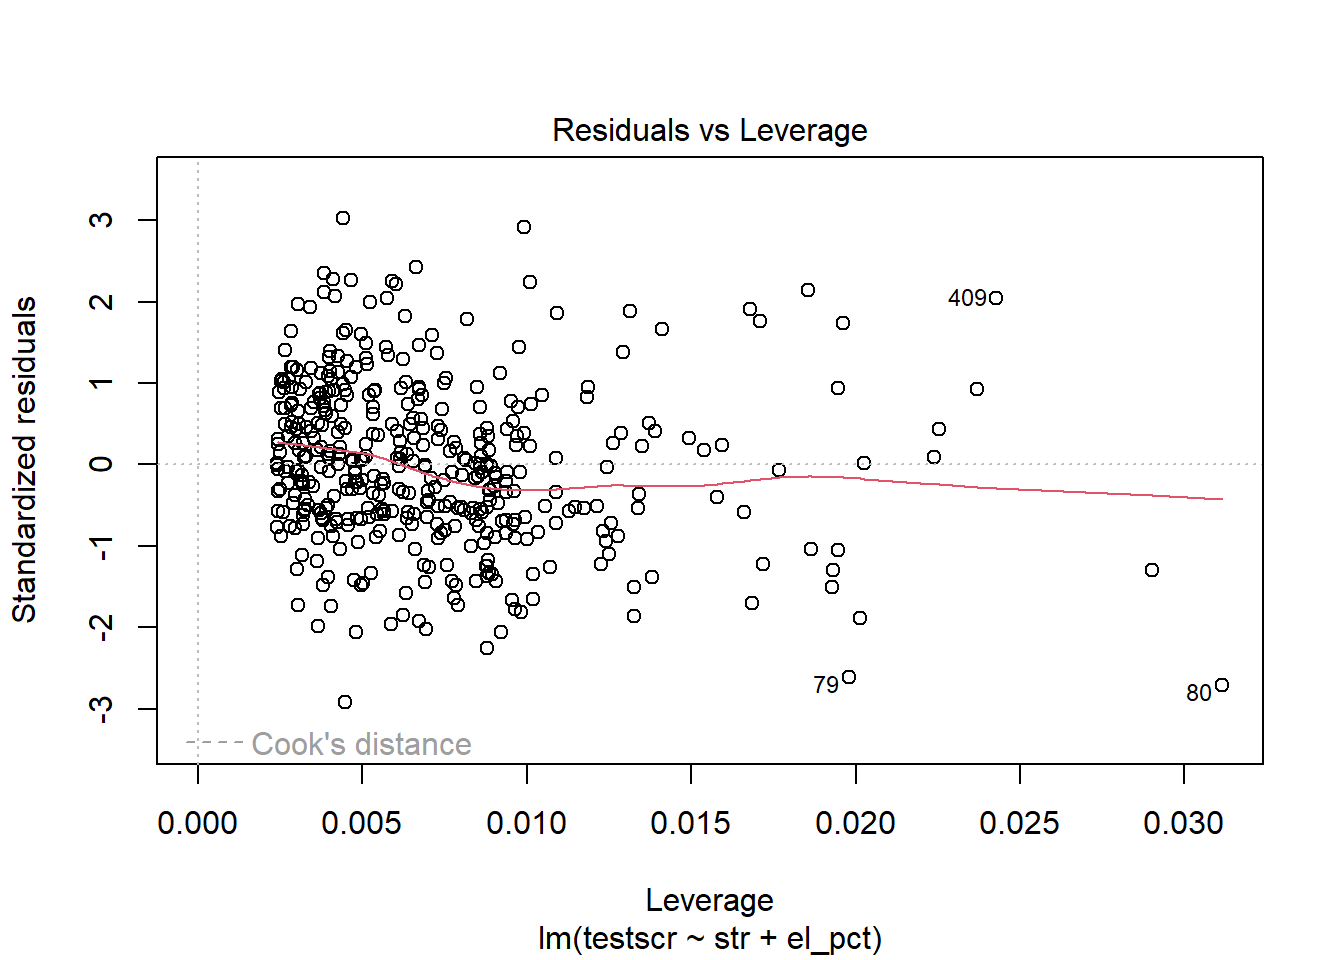 Residuals vs Leverage
Standardized residuals
3
2
1
0
-1
-2
-3
409
79
80
Cook's distance
0.000 0.005 0.010 0.015 0.020 0.025 0.030
Leverage
lm(testscr ~ str + el_pct)